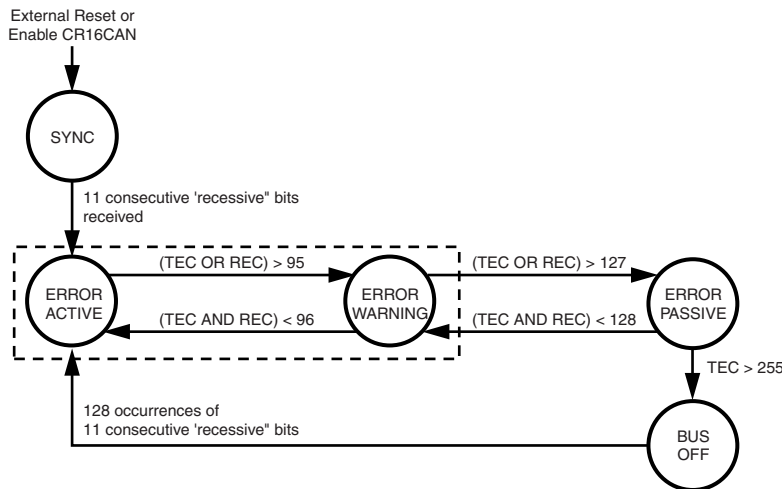 External Reset or
Enable CR16CAN
SYNC
11 consecutive 'recessive" bits
received
(TEC OR REC) > 95
(TEC OR REC) > 127
ERROR
ACTIVE
ERROR
WARNING
ERROR
PASSIVE
(TEC AND REC) < 96
(TEC AND REC) < 128
TEC > 255
128 occurrences of
11 consecutive 'recessive" bits
BUS
OFF